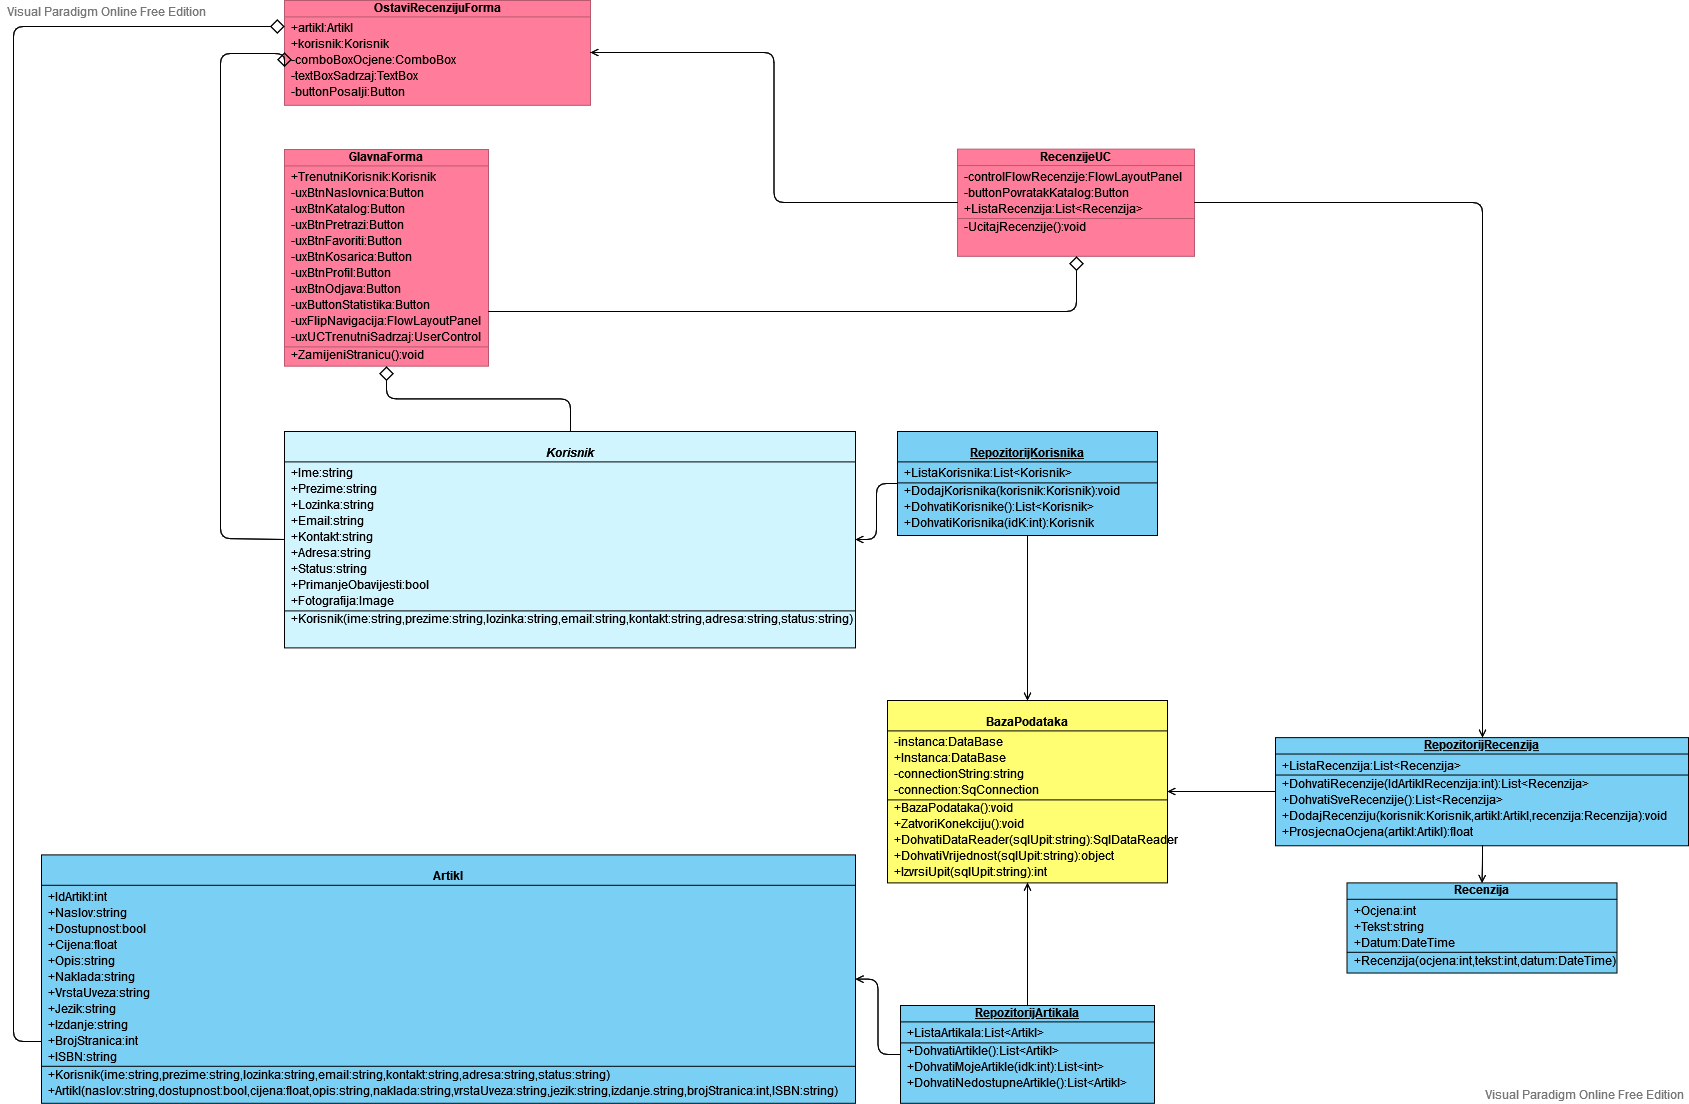 Visual Paradigm Online Free Edition
OstaviRecenzijuForma
+artikl:Artikl
+korisnik:Korisnik
-comboBoxOcjene:ComboBox
-textBoxSadrzaj:TextBox
-buttonPosalji:Button
GlavnaForma
+TrenutniKorisnik:Korisnik
-uxBtnNaslovnica:Button
-uxBtnKatalog:Button
-uxBtnPretrazi:Button
-uxBtnFavoriti:Button
-uxBtnKosarica:Button
-uxBtnProfil:Button
-uxBtnOdjava:Button
-uxButtonStatistika:Button
-uxFlipNavigacija:FlowLayoutPanel
-uxUCTrenutniSadrzaj:UserControl
+ZamijeniStranicu():void
RecenzijeUC
-controlFlowRecenzije:FlowLayoutPanel
-buttonPovratakKatalog:Button
+ListaRecenzija:List<Recenzija>
-UcitajRecenzije():void
Korisnik
+Ime:string
+Prezime:string
+Lozinka:string
+Email:string
+Kontakt:string
+Adresa:string
+Status:string
+PrimanjeObavijesti:bool
+Fotografija:Image
+Korisnik(ime:string,prezime:string,lozinka:string,email:string,kontakt:string,adresa:string,status:string)
RepozitorijKorisnika
+ListaKorisnika:List<Korisnik>
+DodajKorisnika(korisnik:Korisnik):void
+DohvatiKorisnike():List<Korisnik>
+DohvatiKorisnika(idK:int):Korisnik
BazaPodataka
-instanca:DataBase
+Instanca:DataBase
-connectionString:string
-connection:SqConnection
+BazaPodataka():void
+ZatvoriKonekciju():void
+DohvatiDataReader(sqlUpit:string):SqlDataReader
+DohvatiVrijednost(sqlUpit:string):object
+IzvrsiUpit(sqlUpit:string):int
RepozitorijRecenzija
+ListaRecenzija:List<Recenzija>
+DohvatiRecenzije(IdArtiklRecenzija:int):List<Recenzija>
+DohvatiSveRecenzije():List<Recenzija>
+DodajRecenziju(korisnik:Korisnik,artikl:Artikl,recenzija:Recenzija):void
+ProsjecnaOcjena(artikl:Artikl):float
Recenzija
+Ocjena:int
+Tekst:string
+Datum:DateTime
+Recenzija(ocjena:int,tekst:int,datum:DateTime)
Artikl
+IdArtikl:int
+Naslov:string
+Dostupnost:bool
+Cijena:float
+Opis:string
+Naklada:string
+VrstaUveza:string
+Jezik:string
+Izdanje:string
+BrojStranica:int
+ISBN:string
+Korisnik(ime:string,prezime:string,lozinka:string,email:string,kontakt:string,adresa:string,status:string)
+Artikl(naslov:string,dostupnost:bool,cijena:float,opis:string,naklada:string,vrstaUveza:string,jezik:string,izdanje.string,brojStranica:int,ISBN:string)
RepozitorijArtikala
+ListaArtikala:List<Artikl>
+DohvatiArtikle():List<Artikl>
+DohvatiMojeArtikle(idk:int):List<int>
+DohvatiNedostupneArtikle():List<Artikl>
Visual Paradigm Online Free Edition